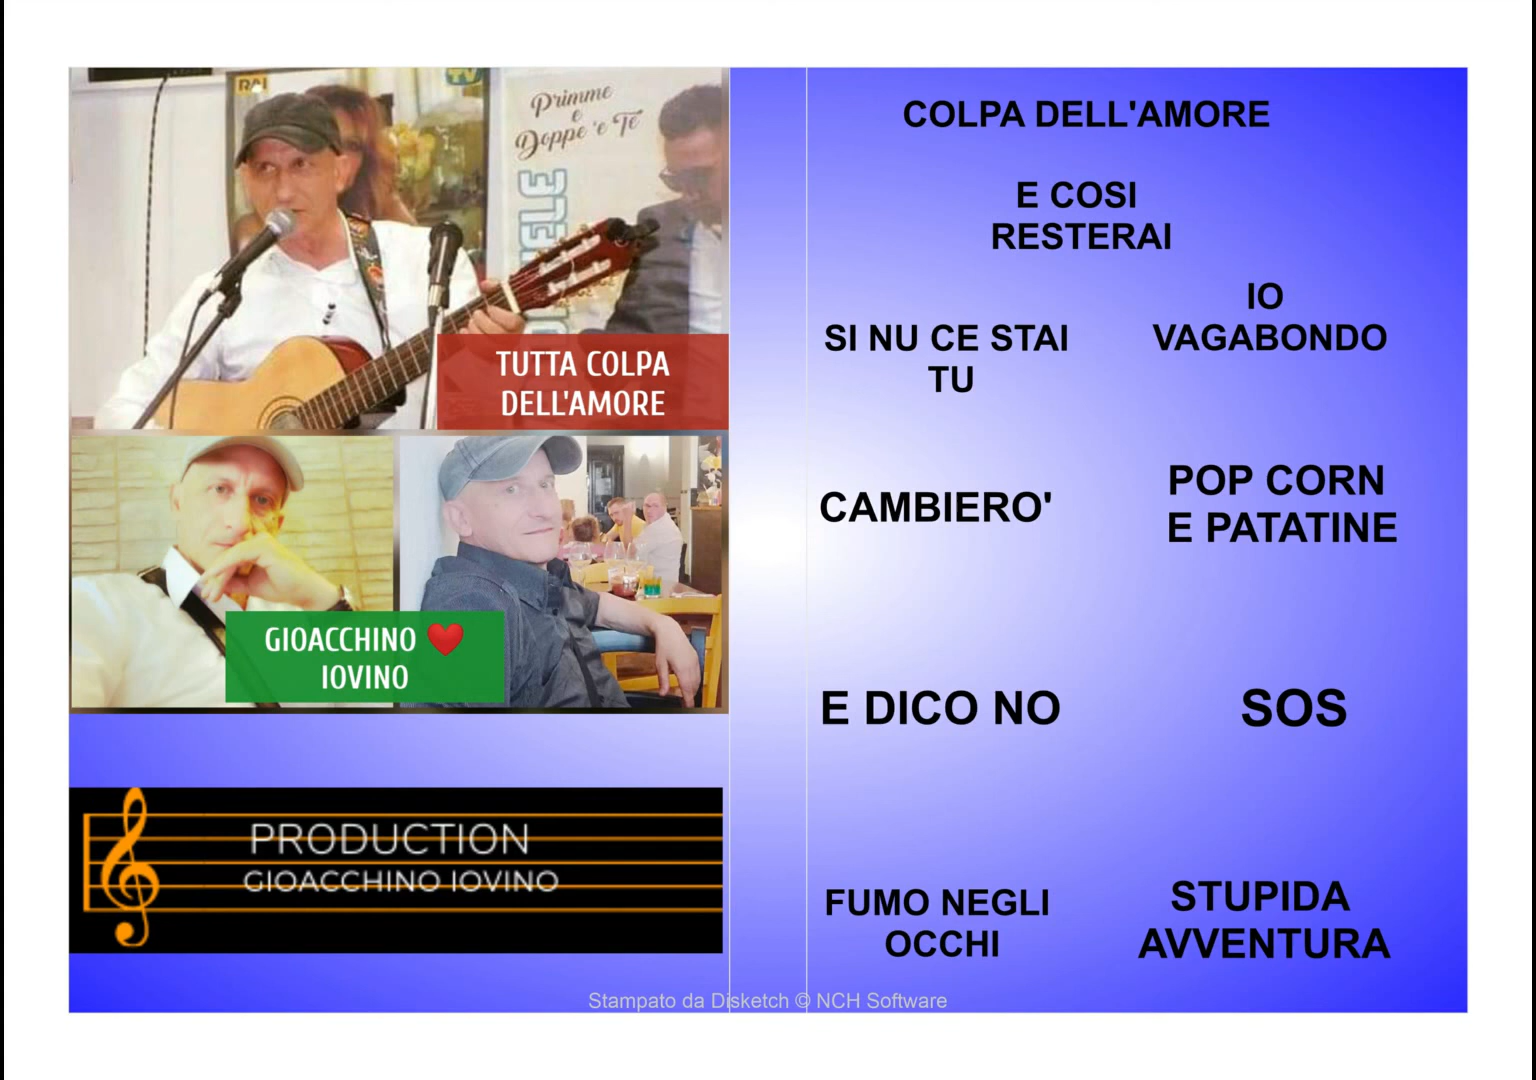 RAI
TV
Primme
e
Doppe 'e Te
TUTTA COLPA
DELL'AMORE
GIOACCHINO ❤️
IOVINO
PRODUCTION
GIOACCHINO IOVINO
COLPA DELL'AMORE
E COSI
RESTERAI
SI NU CE STAI
TU
IO
VAGABONDO
CAMBIERO'
POP CORN
E PATATINE
E DICO NO
SOS
FUMO NEGLI
OCCHI
STUPIDA
AVVENTURA
Stampato da Disketch © NCH Software